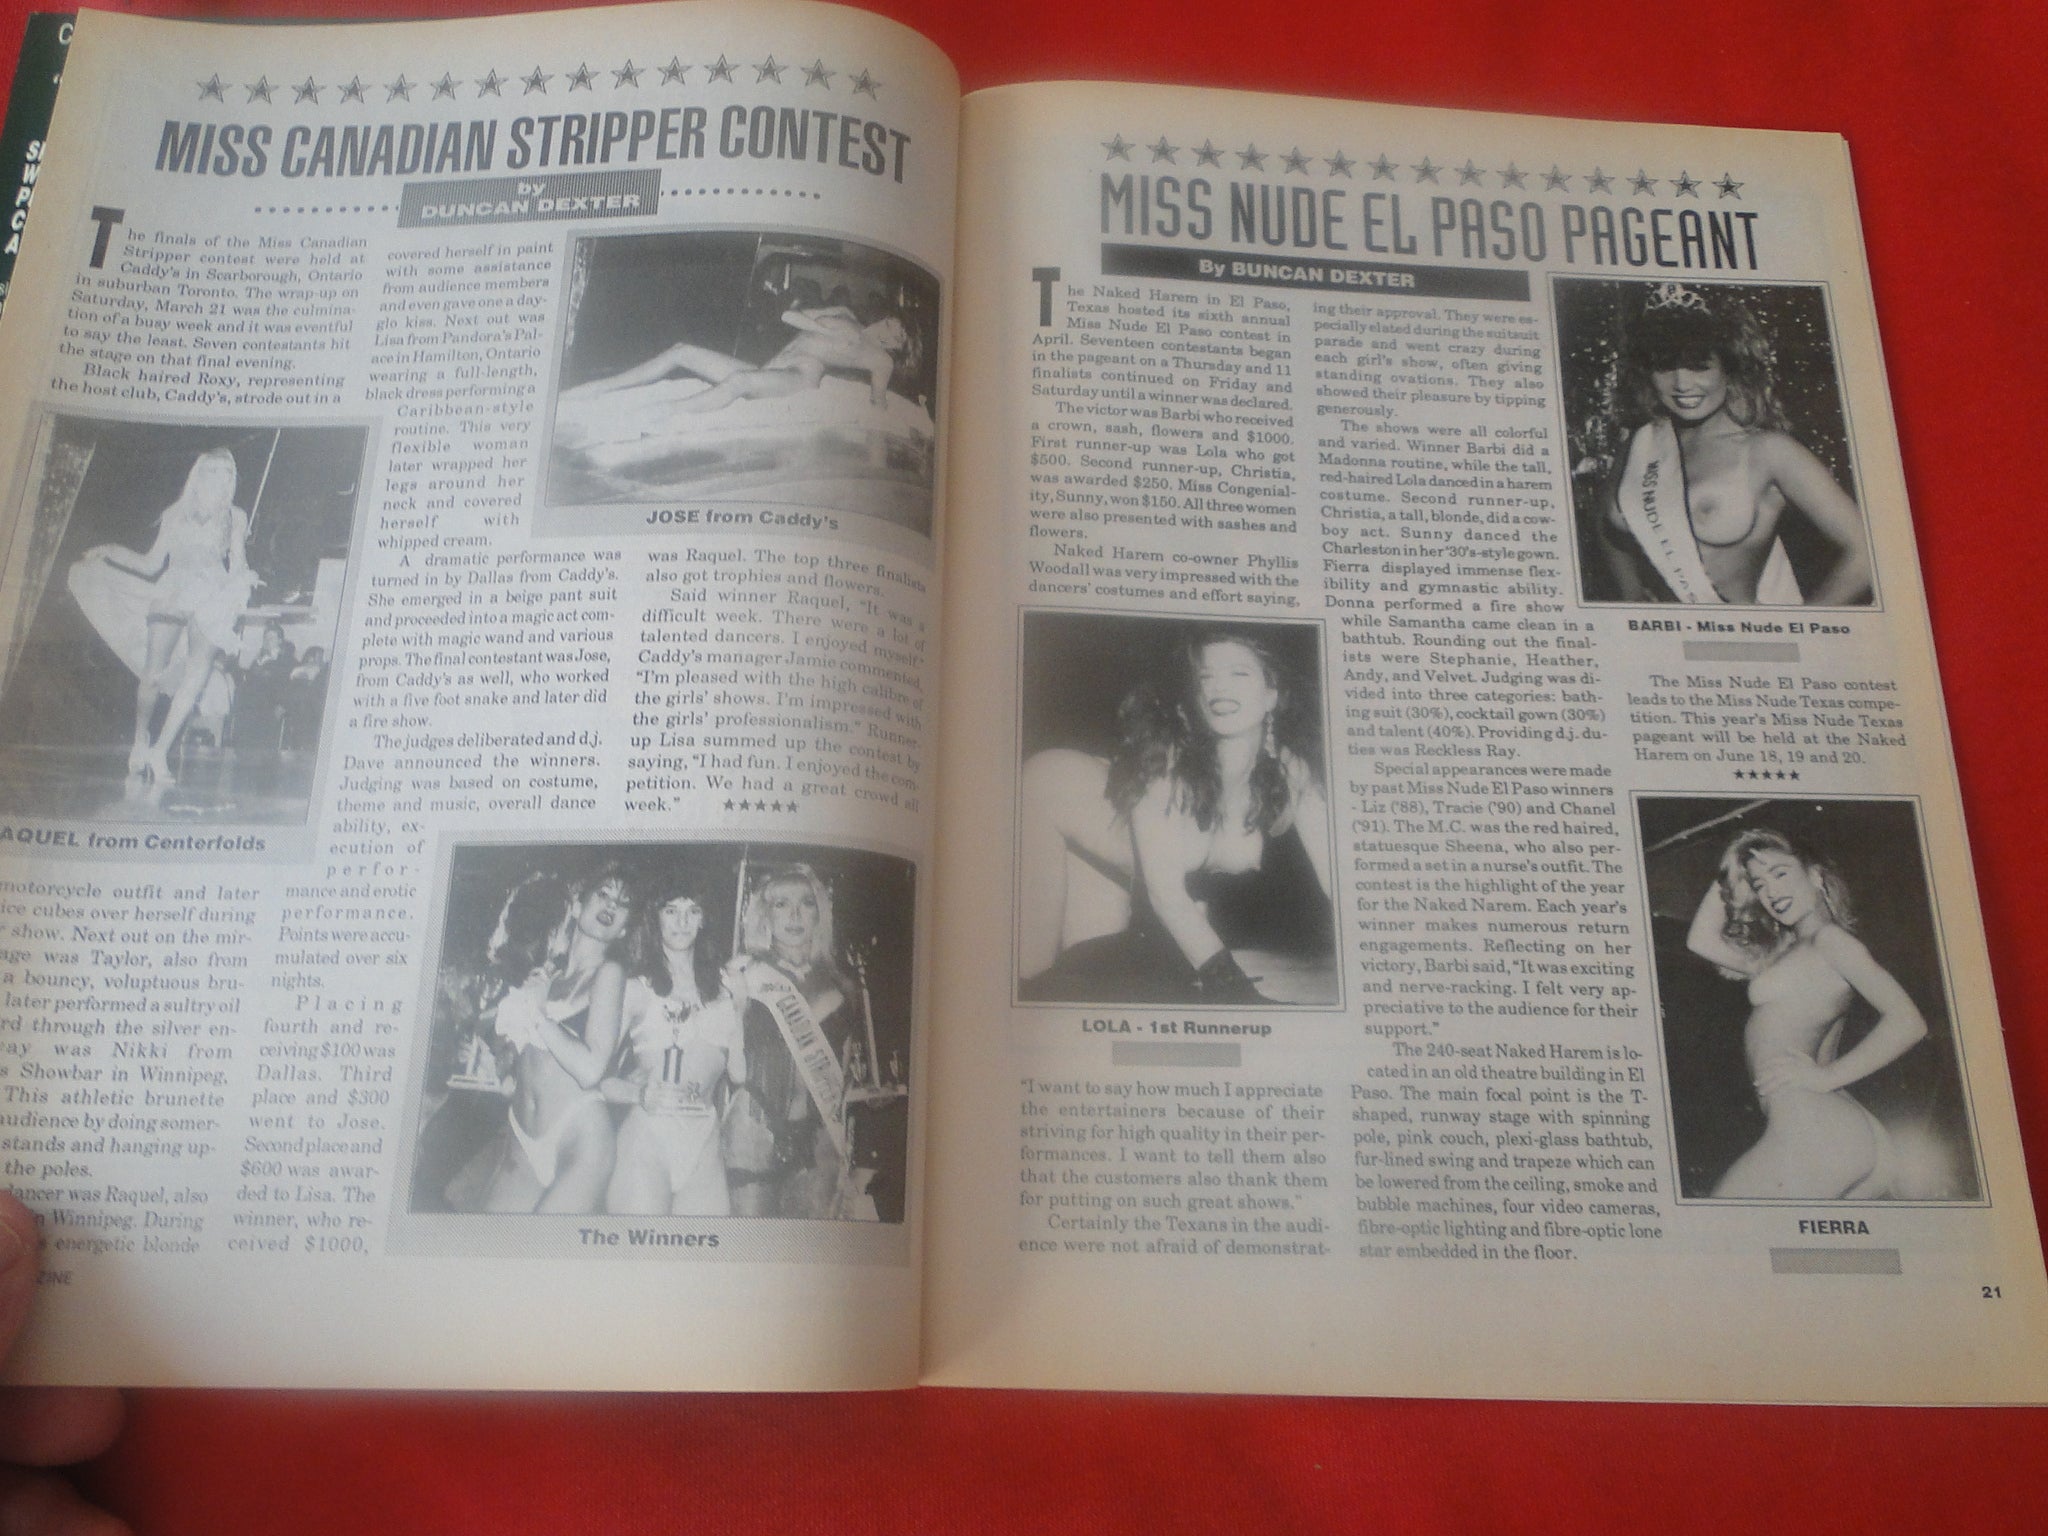 MISS CANADIAN STRIPPER CONTEST
by
DUNCAN DEXTER
The finals of the Miss Canadian
Stripper contest were held at
Caddy's in Scarborough, Ontario
in suburban Toronto. The wrap-up on
Saturday, March 21 was the culmina-
tion of a busy week and it was eventful
to say the least. Seven contestants hit
the stage on that final evening.
Black haired Roxy, representing
the host club, Caddy's, strode out in a
AQUEL from Centerfolds
motorcycle outfit and later
ice cubes over herself during
show. Next out on the mir-
age was Taylor, also from
a bouncy, voluptuous bru-
later performed a sultry oil
rd through the silver en-
ay was Nikki from
s Showbar in Winnipeg,
This athletic brunette
audience by doing somer-
stands and hanging up-
the poles.
dancer was Raquel, also
n Winnipeg. During
s energetic blonde
ZINE
covered herself in paint
with some assistance
from audience members
and even gave one a day-
glo kiss. Next out was
Lisa from Pandora's Pal-
ace in Hamilton, Ontario
wearing a full-length,
black dress performing a
Caribbean-style
routine. This very
flexible woman
later wrapped her
legs around her
neck and covered
herself with
whipped cream.
A dramatic performance was
turned in by Dallas from Caddy's.
She emerged in a beige pant suit
and proceeded into a magic act com-
plete with magic wand and various
props. The final contestant was Jose,
from Caddy's as well, who worked
with a five foot snake and later did
a fire show.
The judges deliberated and d.j.
Dave announced the winners.
Judging was based on costume,
theme and music, overall dance
ability, ex-
ecution of
perfor-
mance and erotic
performance.
Points were accu-
mulated over six
nights.
Placing
fourth and re-
ceiving $100 was
Dallas. Third
place and $300
went to Jose.
Second place and
$600 was awar-
ded to Lisa. The
winner, who re-
ceived $1000,
JOSE from Caddy's
was Raquel. The top three finalists
also got trophies and flowers.
Said winner Raquel, "It was a
difficult week. There were a lot of
talented dancers. I enjoyed myself."
Caddy's manager Jamie commented,
"I'm pleased with the high calibre of
the girls' shows. I'm impressed with
the girls' professionalism." Runner-
up Lisa summed up the contest by
saying, "I had fun. I enjoyed the com-
petition. We had a great crowd all
week." ★★★★★
CANADIAN STRIPPER
The Winners
MISS NUDE EL PASO PAGEANT
By BUNCAN DEXTER
The Naked Harem in El Paso,
Texas hosted its sixth annual
Miss Nude El Paso contest in
April. Seventeen contestants began
in the pageant on a Thursday and 11
finalists continued on Friday and
Saturday until a winner was declared.
The victor was Barbi who received
a crown, sash, flowers and $1000.
First runner-up was Lola who got
$500. Second runner-up, Christia,
was awarded $250. Miss Congenial-
ity, Sunny, won $150. All three women
were also presented with sashes and
flowers.
Naked Harem co-owner Phyllis
Woodall was very impressed with the
dancers' costumes and effort saying,
LOLA - 1st Runnerup
"I want to say how much I appreciate
the entertainers because of their
striving for high quality in their per-
formances. I want to tell them also
that the customers also thank them
for putting on such great shows."
Certainly the Texans in the audi-
ence were not afraid of demonstrat-
ing their approval. They were es-
pecially elated during the suitsuit
parade and went crazy during
each girl's show, often giving
standing ovations. They also
showed their pleasure by tipping
generously.
The shows were all colorful
and varied. Winner Barbi did a
Madonna routine, while the tall,
red-haired Lola danced in a harem
costume. Second runner-up,
Christia, a tall, blonde, did a cow-
boy act. Sunny danced the
Charleston in her '30's-style gown.
Fierra displayed immense flex-
ibility and gymnastic ability.
Donna performed a fire show
while Samantha came clean in a
bathtub. Rounding out the final-
ists were Stephanie, Heather,
Andy, and Velvet. Judging was di-
vided into three categories: bath-
ing suit (30%), cocktail gown (30%)
and talent (40%). Providing d.j. du-
ties was Reckless Ray.
Special appearances were made
by past Miss Nude El Paso winners
- Liz ('88), Tracie ('90) and Chanel
('91). The M.C. was the red haired,
statuesque Sheena, who also per-
formed a set in a nurse's outfit. The
contest is the highlight of the year
for the Naked Narem. Each year's
winner makes numerous return
engagements. Reflecting on her
victory, Barbi said, "It was exciting
and nerve-racking. I felt very ap-
preciative to the audience for their
support."
The 240-seat Naked Harem is lo-
cated in an old theatre building in El
Paso. The main focal point is the T-
shaped, runway stage with spinning
pole, pink couch, plexi-glass bathtub,
fur-lined swing and trapeze which can
be lowered from the ceiling, smoke and
bubble machines, four video cameras,
fibre-optic lighting and fibre-optic lone
star embedded in the floor.
MISS NUDE EL PAS
BARBI - Miss Nude El Paso
The Miss Nude El Paso contest
leads to the Miss Nude Texas compe-
tition. This year's Miss Nude Texas
pageant will be held at the Naked
Harem on June 18, 19 and 20.
★★★★★
FIERRA
21